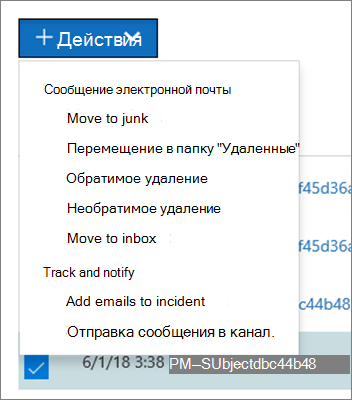 + Действия
Сообщение электронной почты
Move to junk
Перемещение в папку "Удаленные"
f45d36a
Обратимое удаление
Необратимое удаление
Move to inbox
f45d36a
Track and notify
Add emails to incident
c44b48
Отправка сообщения в канал.
6/1/18 3:38 PM–SUbjectdbc44b48